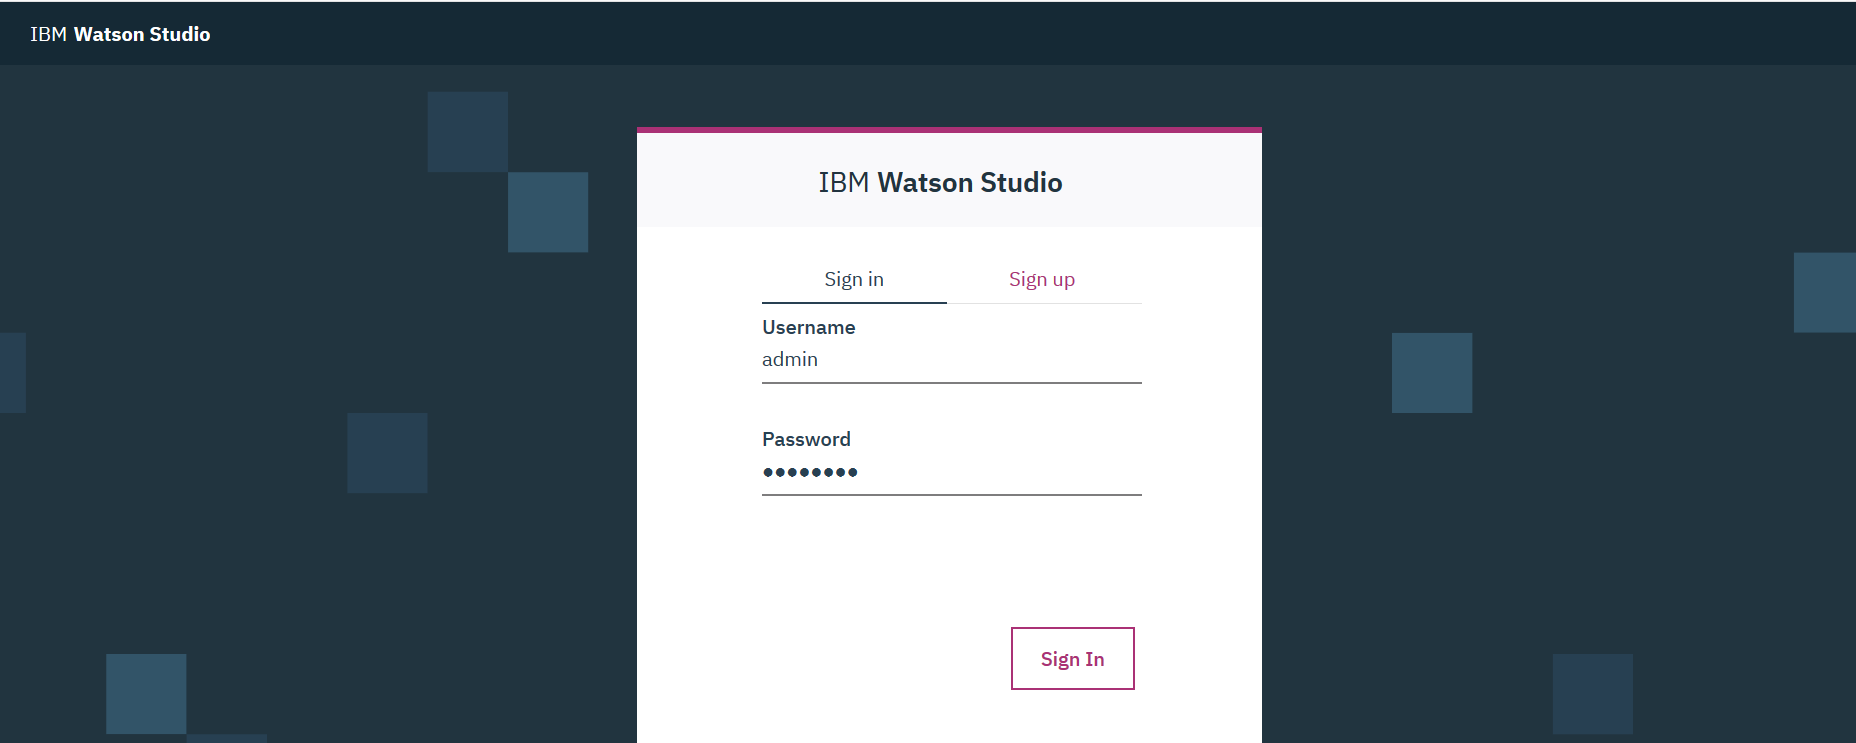 IBM Watson Studio
IBM Watson Studio
Sign in Sign up
Username
admin
Password
••••••••
Sign In